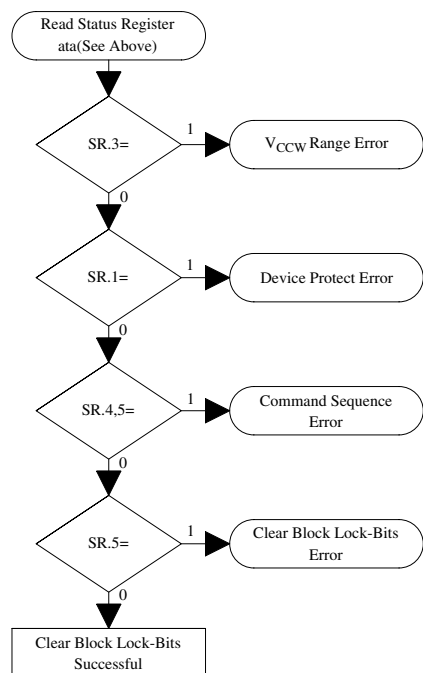 Read Status Register
ata(See Above)
SR.3=
1
VCCW Range Error
0
SR.1=
1
Device Protect Error
0
SR.4,5=
1
Command Sequence
Error
0
SR.5=
1
Clear Block Lock-Bits
Error
0
Clear Block Lock-Bits
Successful